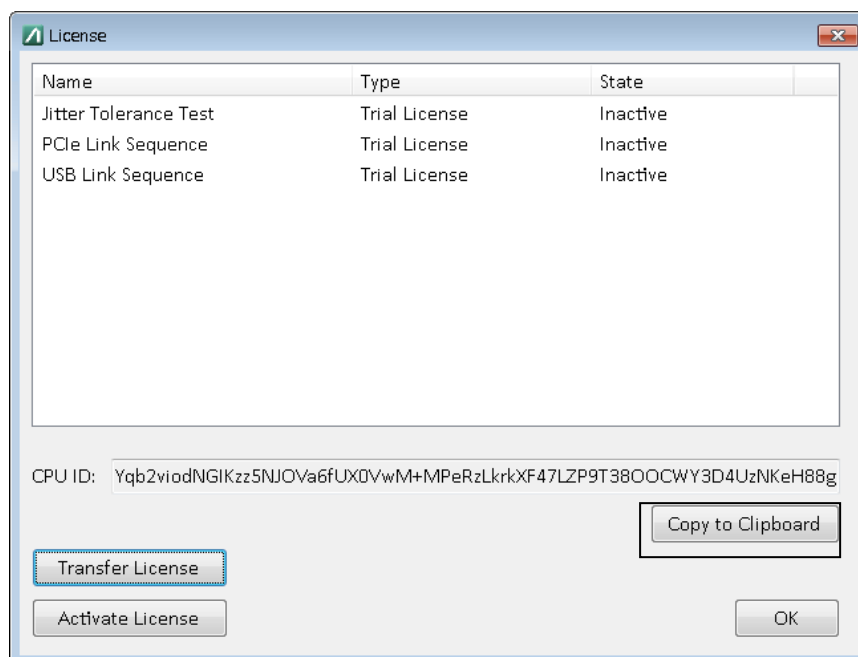 License
Name Type State
Jitter Tolerance Test Trial License Inactive
PCIe Link Sequence Trial License Inactive
USB Link Sequence Trial License Inactive
CPU ID: Yqb2viodNGIKzz5NJOVa6fUX0VwM+MPeRzLkrkXF47LZP9T38OOCWY3D4UzNKeH88g
Copy to Clipboard
Transfer License
Activate License OK